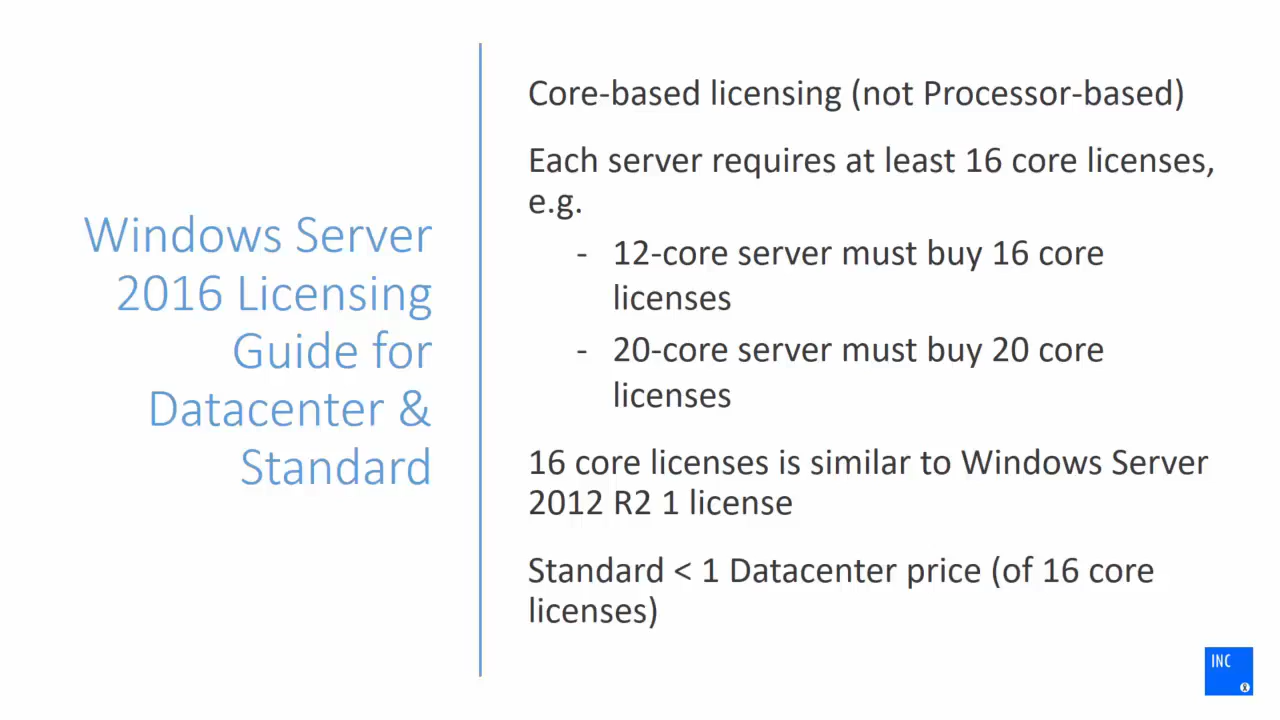 Windows Server
2016 Licensing
Guide for
Datacenter &
Standard
Core-based licensing (not Processor-based)
Each server requires at least 16 core licenses,
e.g.
- 12-core server must buy 16 core
licenses
- 20-core server must buy 20 core
licenses
16 core licenses is similar to Windows Server
2012 R2 1 license
Standard < 1 Datacenter price (of 16 core
licenses)
INC